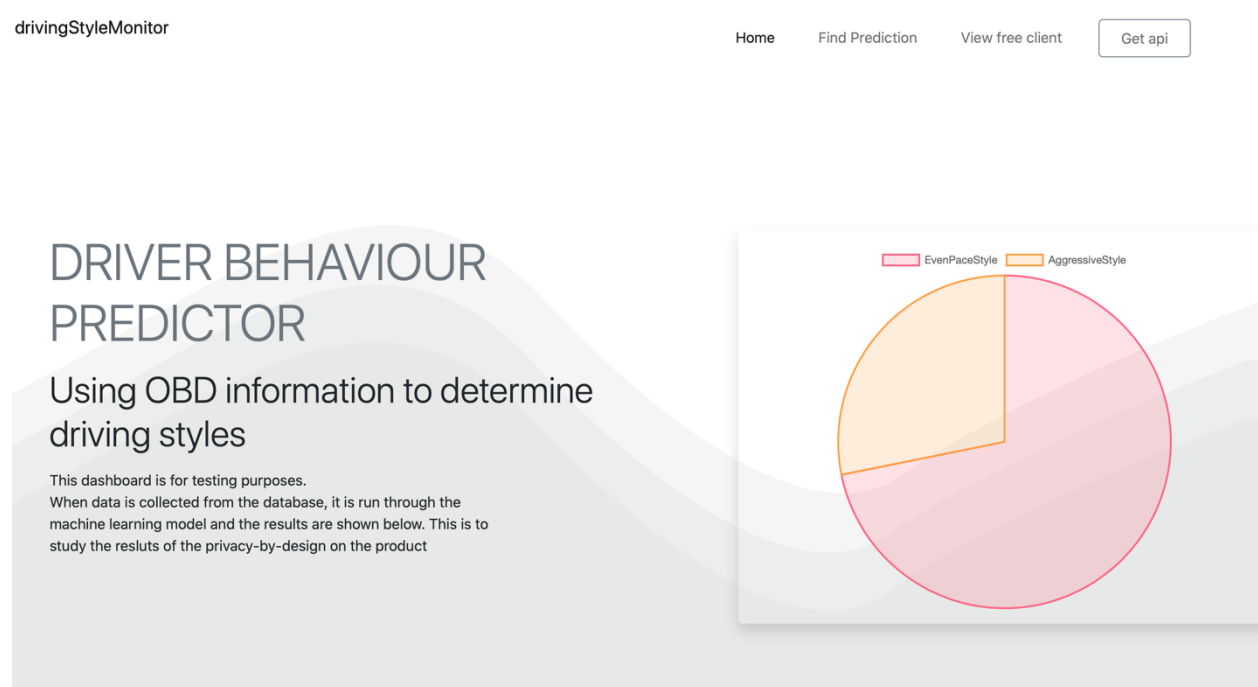 drivingStyleMonitor
Home
Find Prediction
View free client
Get api
DRIVER BEHAVIOUR
PREDICTOR
Using OBD information to determine
driving styles
This dashboard is for testing purposes.
When data is collected from the database, it is run through the
machine learning model and the results are shown below. This is to
study the resluts of the privacy-by-design on the product
EvenPaceStyle
AggressiveStyle